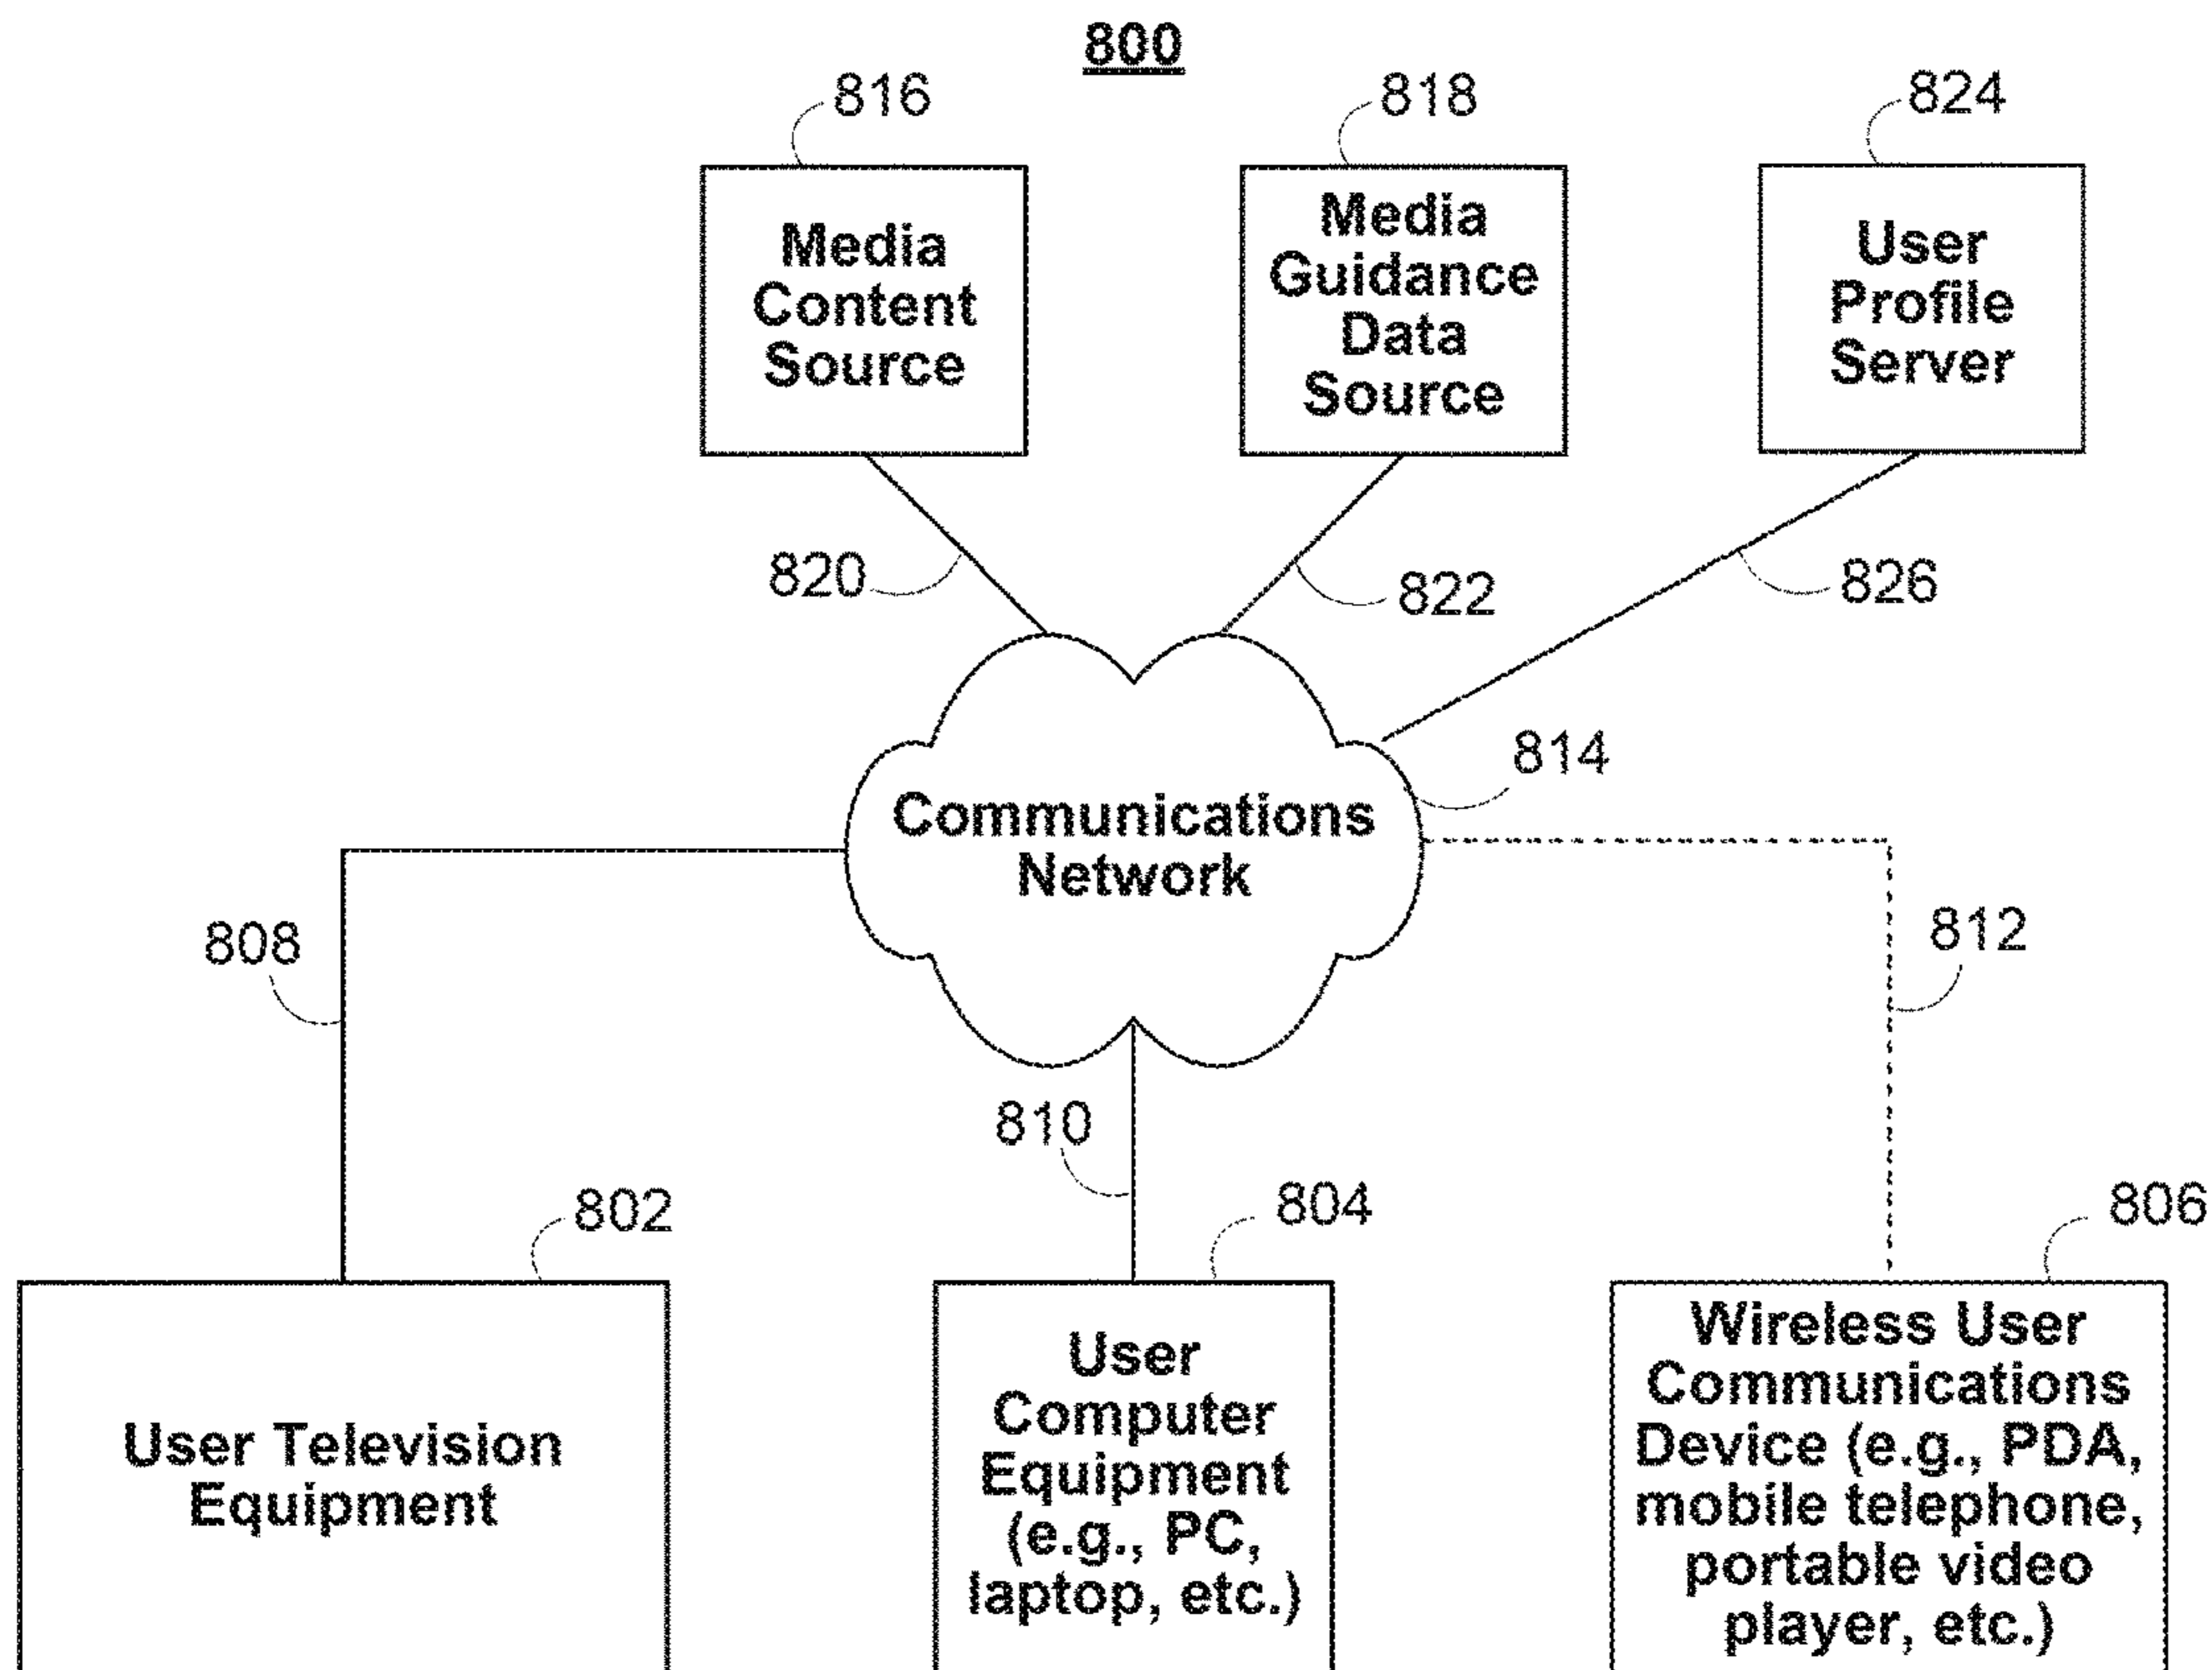 800
816
818
824
Media
Content
Source
Media
Guidance
Data
Source
User
Profile
Server
820
822
826
814
Communications
Network
808
812
810
802
804
806
User Television
Equipment
User
Computer
Equipment
(e.g., PC,
laptop, etc.)
Wireless User
Communications
Device (e.g., PDA,
mobile telephone,
portable video
player, etc.)